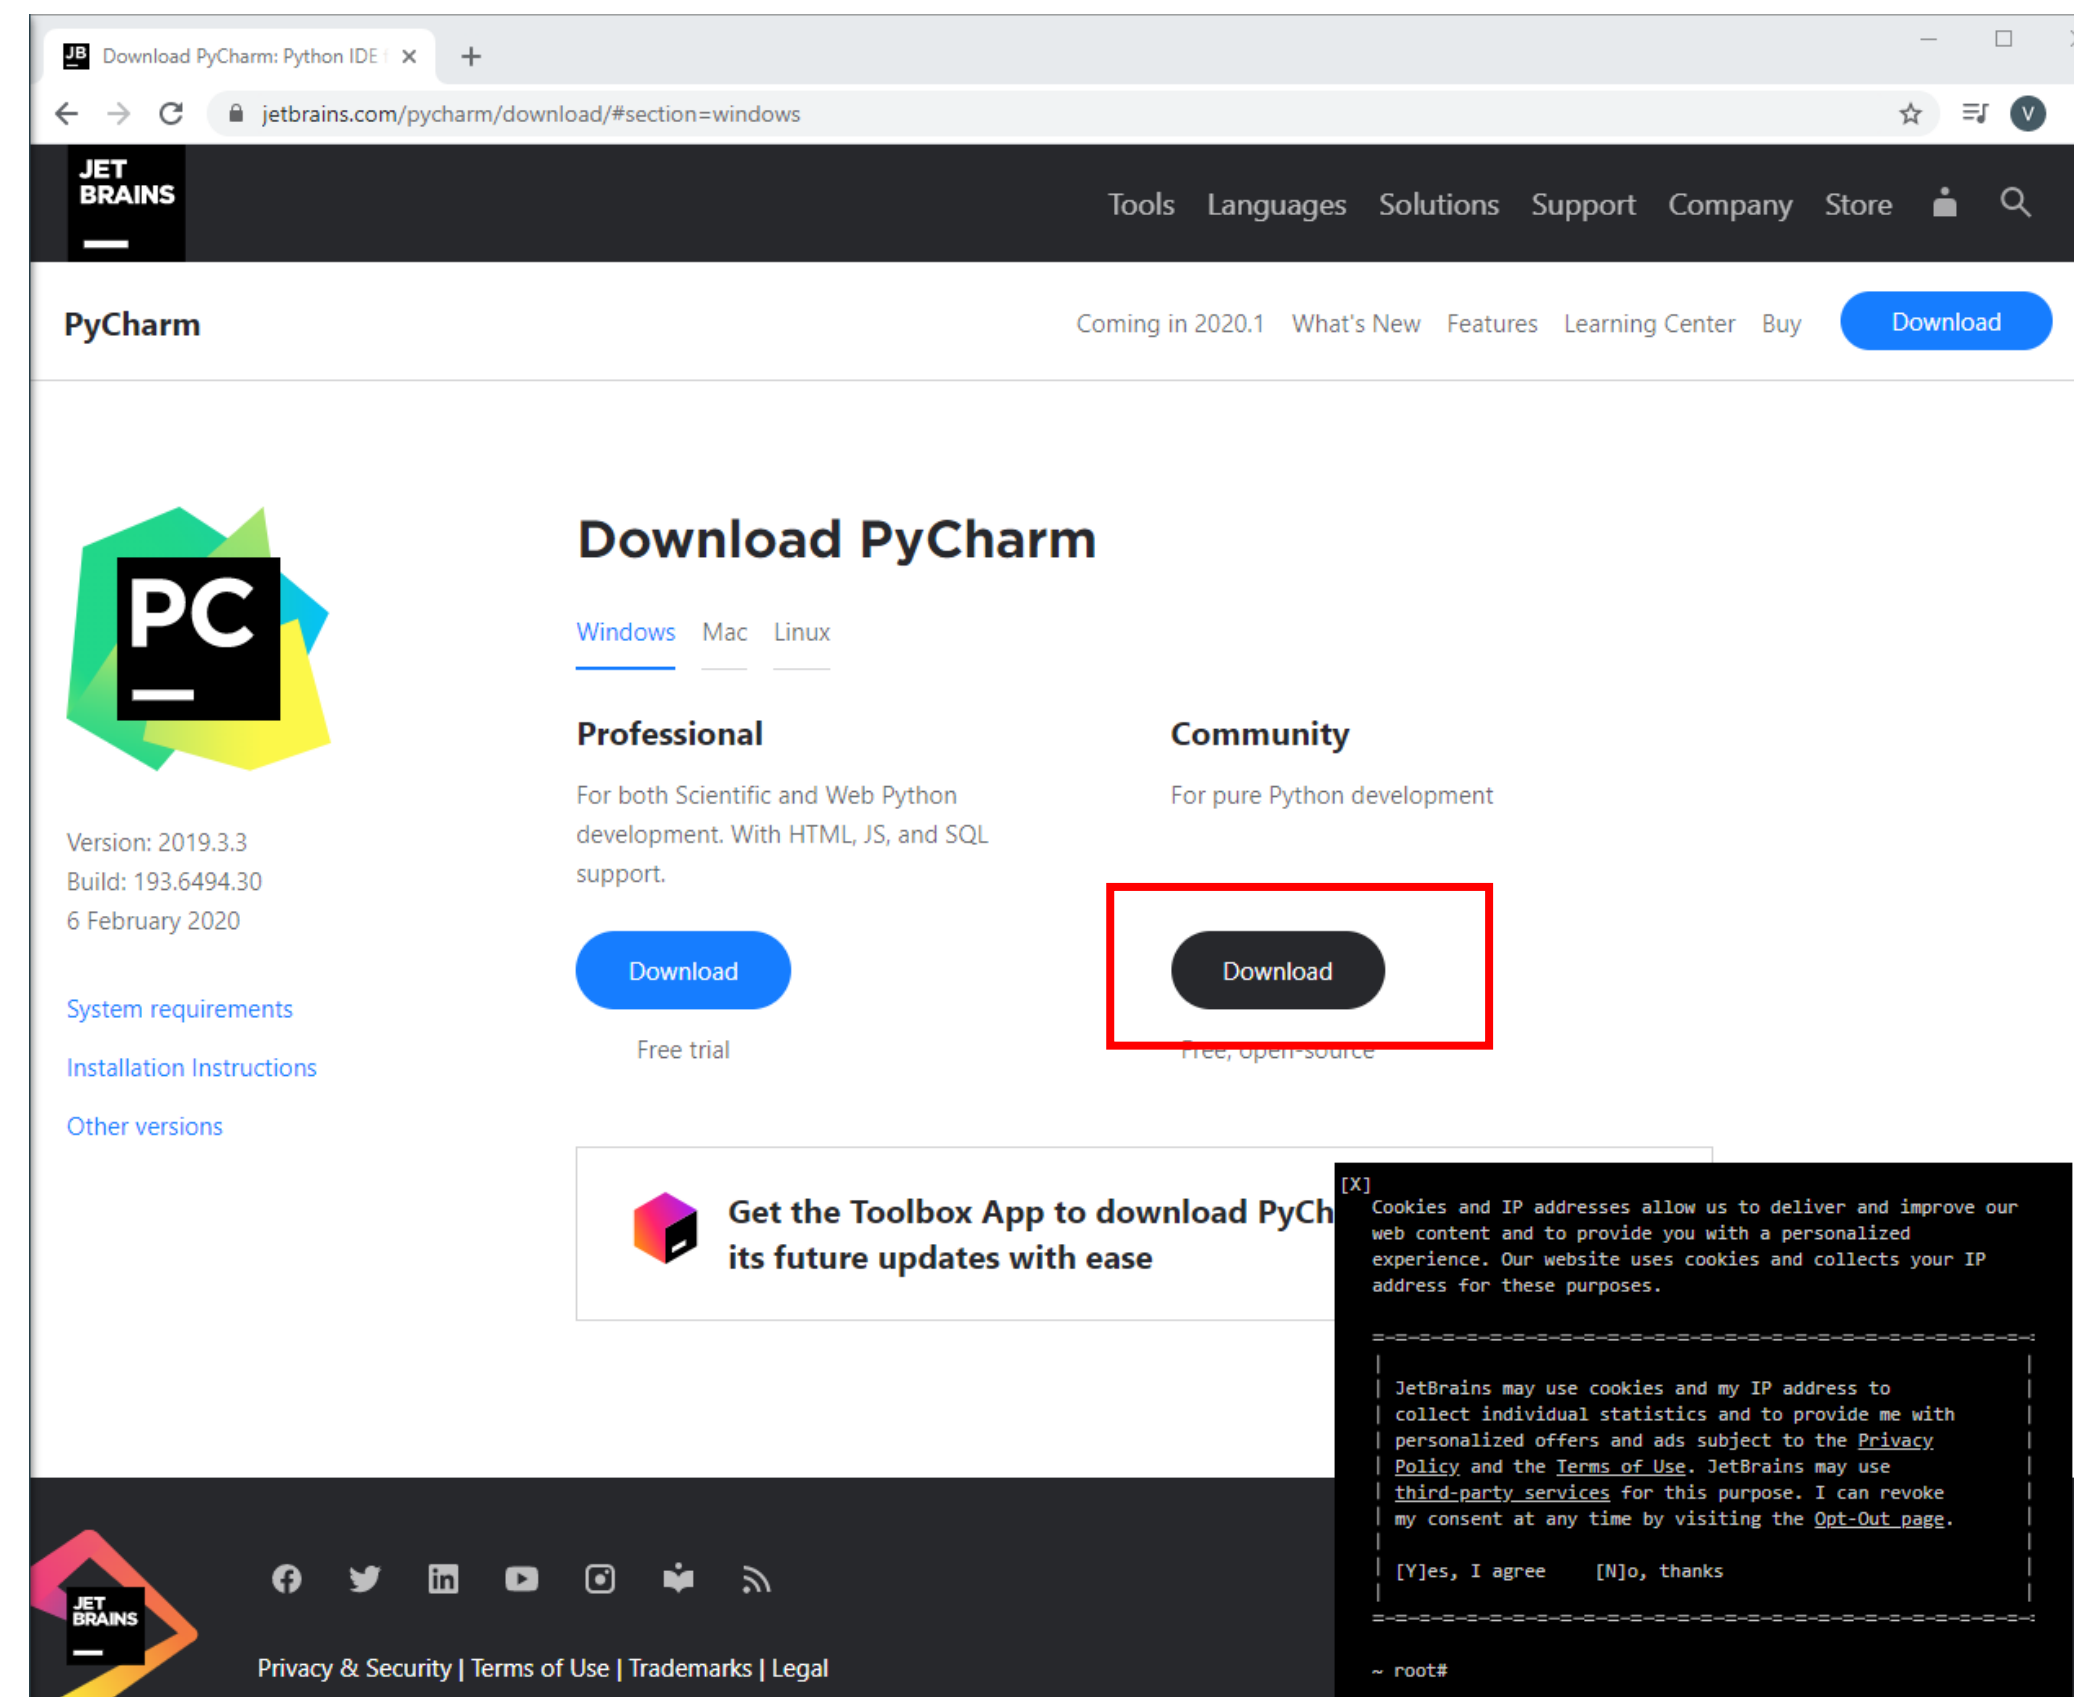 JB Download PyCharm: Python IDE f
jetbrains.com/pycharm/download/#section=windows
V
JET
BRAINS
Tools Languages Solutions Support Company Store
PyCharm
Coming in 2020.1 What's New Features Learning Center Buy Download
Download PyCharm
PC
Windows Mac Linux
Professional
For both Scientific and Web Python
development. With HTML, JS, and SQL
support.
Download
Free trial
Community
For pure Python development
Download
Free, open-source
Version: 2019.3.3
Build: 193.6494.30
6 February 2020
System requirements
Installation Instructions
Other versions
Get the Toolbox App to download PyCh
its future updates with ease
[X]
Cookies and IP addresses allow us to deliver and improve our
web content and to provide you with a personalized
experience. Our website uses cookies and collects your IP
address for these purposes.
JetBrains may use cookies and my IP address to
collect individual statistics and to provide me with
personalized offers and ads subject to the Privacy
Policy and the Terms of Use. JetBrains may use
third-party services for this purpose. I can revoke
my consent at any time by visiting the Opt-Out page.
[Y]es, I agree [N]o, thanks
~ root#
JET
BRAINS
Privacy & Security | Terms of Use | Trademarks | Legal